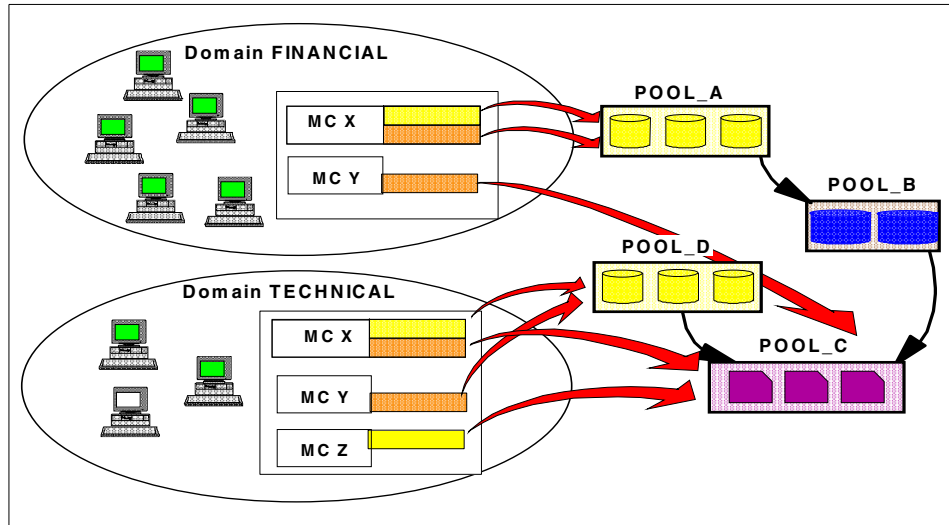 Domain FINANCIAL
MC X
MC Y
POOL_A
POOL_B
POOL_D
Domain TECHNICAL
MC X
MC Y
MC Z
POOL_C